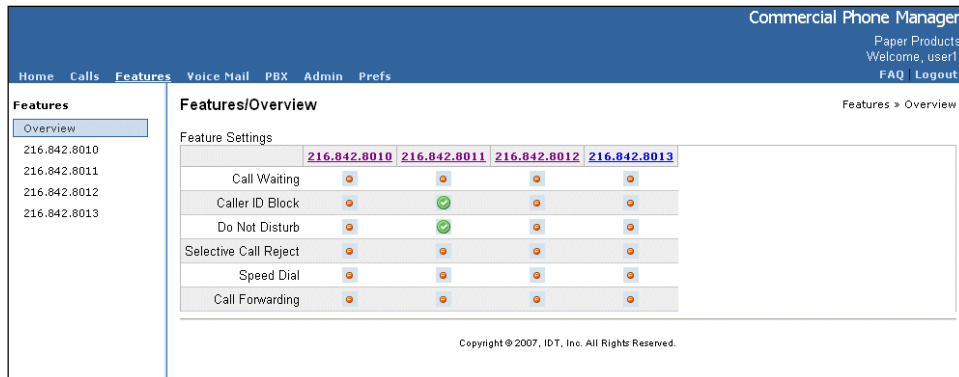 Commercial Phone Manager
Paper Products
Welcome, user1
Home Calls Features Voice Mail PBX Admin Prefs
FAQ | Logout
Features
Overview
216.842.8010
216.842.8011
216.842.8012
216.842.8013
Features/Overview
Features » Overview
Feature Settings
216.842.8010 216.842.8011 216.842.8012 216.842.8013
Call Waiting
Caller ID Block
Do Not Disturb
Selective Call Reject
Speed Dial
Call Forwarding
Copyright © 2007, IDT, Inc. All Rights Reserved.